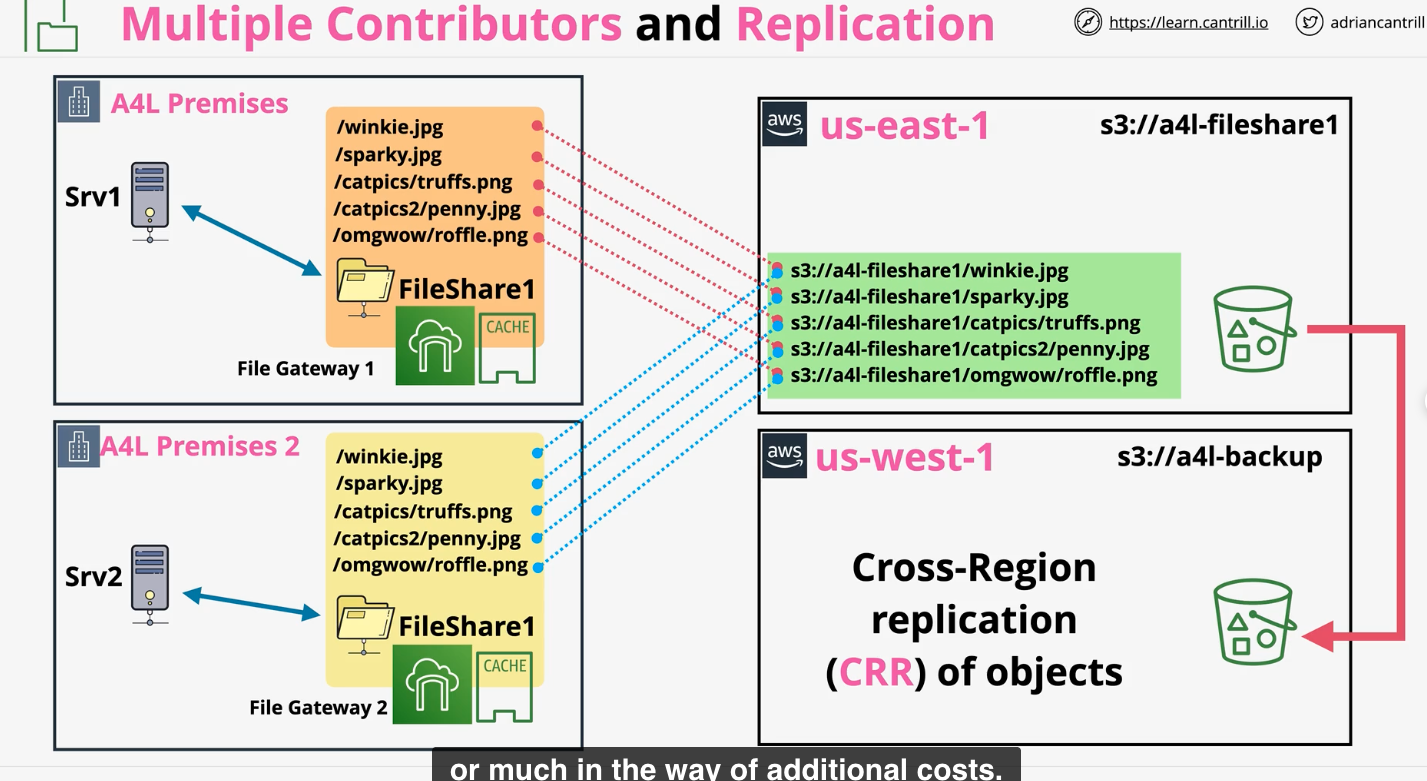 Multiple Contributors and Replication
https://learn.cantrill.io
adriancantrill
A4L Premises
/winkie.jpg
/sparky.jpg
/catpics/truffs.png
/catpics2/penny.jpg
/omgwow/roffle.png
Srv1
FileShare1
CACHE
File Gateway 1
A4L Premises 2
/winkie.jpg
/sparky.jpg
/catpics/truffs.png
/catpics2/penny.jpg
/omgwow/roffle.png
Srv2
FileShare1
CACHE
File Gateway 2
aws
us-east-1
s3://a4l-fileshare1
s3://a4l-fileshare1/winkie.jpg
s3://a4l-fileshare1/sparky.jpg
s3://a4l-fileshare1/catpics/truffs.png
s3://a4l-fileshare1/catpics2/penny.jpg
s3://a4l-fileshare1/omgwow/roffle.png
aws
us-west-1
s3://a4l-backup
Cross-Region
replication
(CRR) of objects
or much in the way of additional costs.